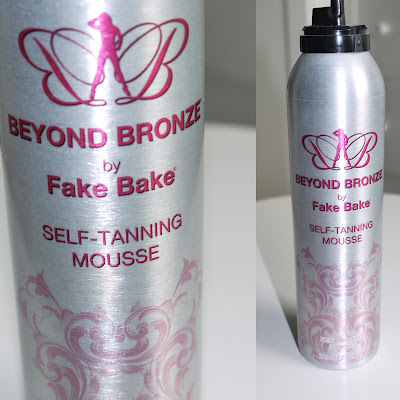 BEYOND BRONZE
by
Fake Bake®
SELF-TANNING
MOUSSE
BEYOND BRONZE
by
Fake Bake®
SELF-TANNING
MOUSSE